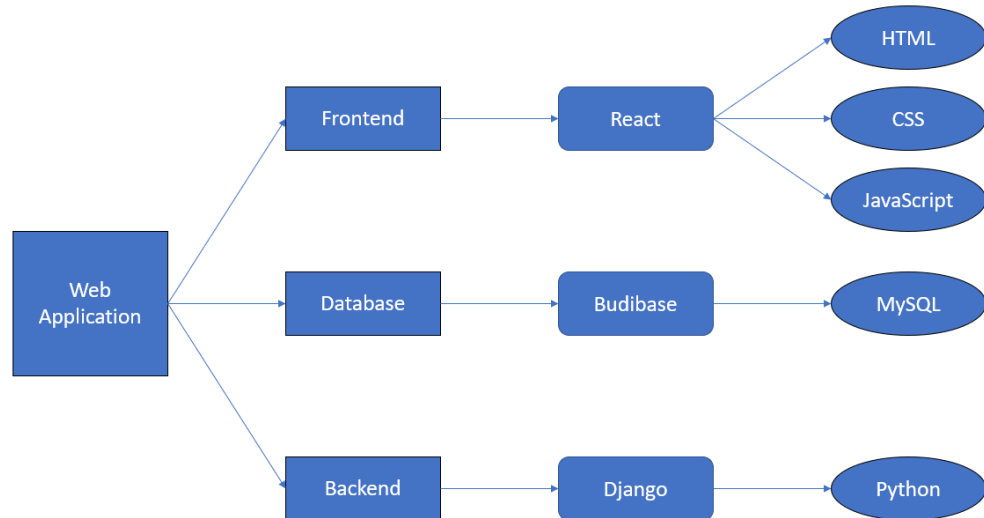 HTML
Frontend
React
CSS
JavaScript
Web
Application
Database
Budibase
MySQL
Backend
Django
Python